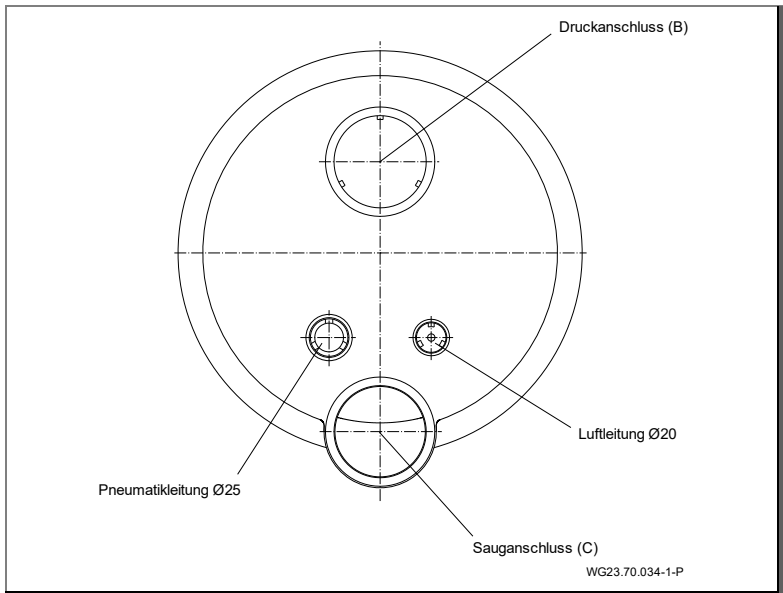 Druckanschluss (B)
Luftleitung Ø20
Pneumatikleitung Ø25
Sauganschluss (C)
WG23.70.034-1-P